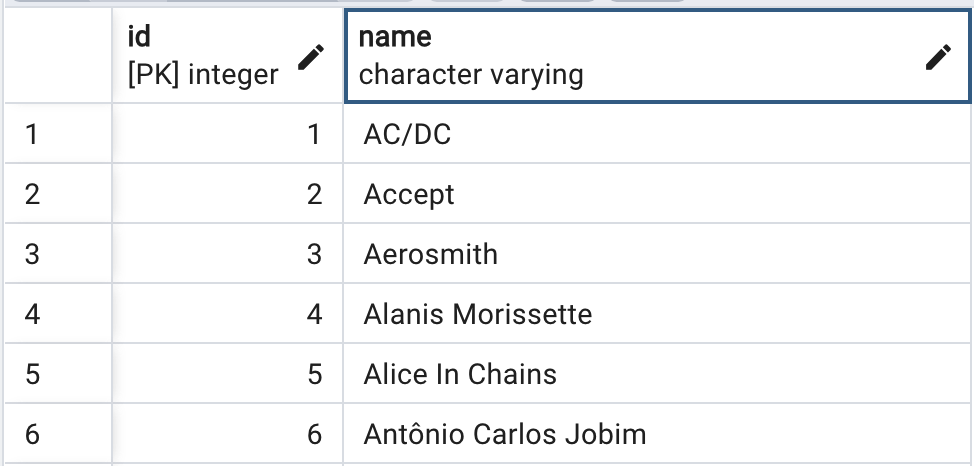 id name
[PK] integer character varying
1 1 AC/DC
2 2 Accept
3 3 Aerosmith
4 4 Alanis Morissette
5 5 Alice In Chains
6 6 Antônio Carlos Jobim